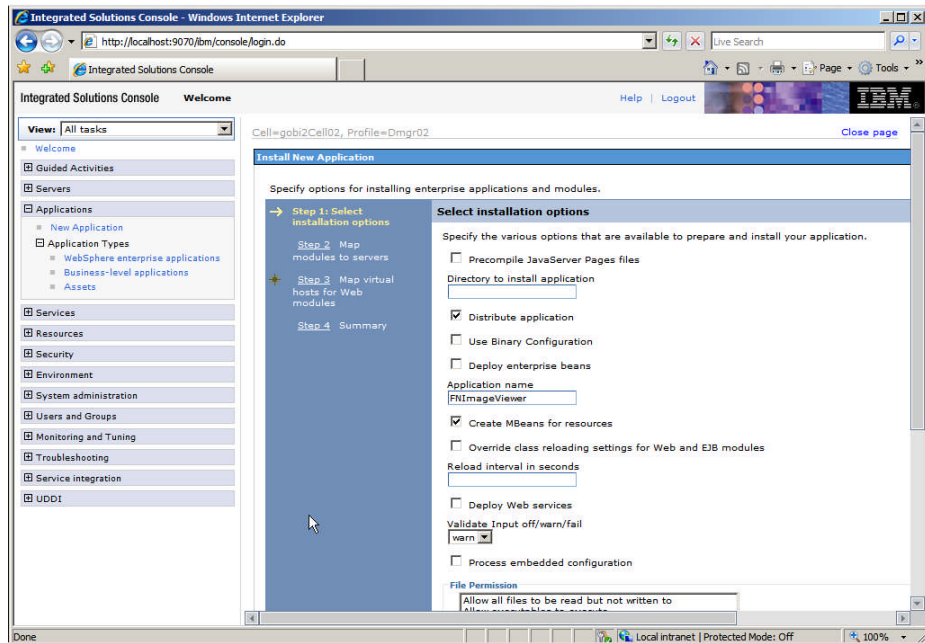 Integrated Solutions Console - Windows Internet Explorer
http://localhost:9070/ibm/console/login.do
Live Search
Integrated Solutions Console
Page
Tools
Integrated Solutions Console Welcome
Help | Logout
IBM.
View: All tasks
Cell=gobi2Cell02, Profile=Dmgr02
Close page
Welcome
Guided Activities
Servers
Applications
New Application
Application Types
WebSphere enterprise applications
Business-level applications
Assets
Services
Resources
Security
Environment
System administration
Users and Groups
Monitoring and Tuning
Troubleshooting
Service integration
UDDI
Install New Application
Specify options for installing enterprise applications and modules.
Step 1: Select
installation options
Step 2 Map
modules to servers
Step 3 Map virtual
hosts for Web
modules
Step 4 Summary
Select installation options
Specify the various options that are available to prepare and install your application.
Precompile JavaServer Pages files
Directory to install application
Distribute application
Use Binary Configuration
Deploy enterprise beans
Application name
FNImageViewer
Create MBeans for resources
Override class reloading settings for Web and EJB modules
Reload interval in seconds
Deploy Web services
Validate Input off/warn/fail
warn
Process embedded configuration
File Permission
Allow all files to be read but not written to
Done
Local intranet | Protected Mode: Off
100%